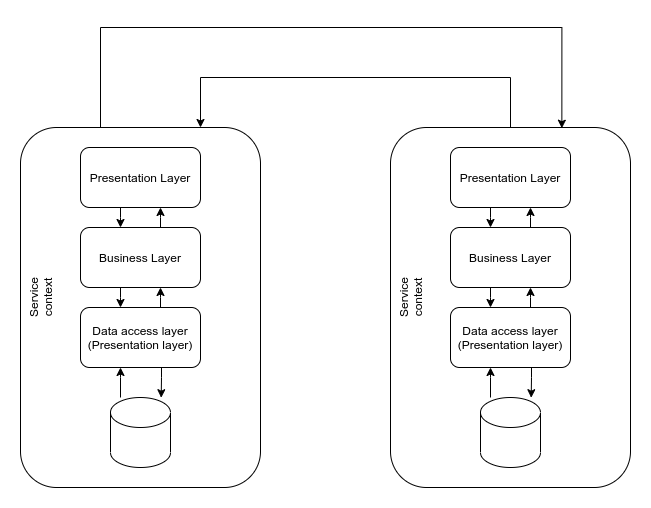 Presentation Layer
Business Layer
Service
context
Data access layer
(Presentation layer)
Presentation Layer
Business Layer
Service
context
Data access layer
(Presentation layer)